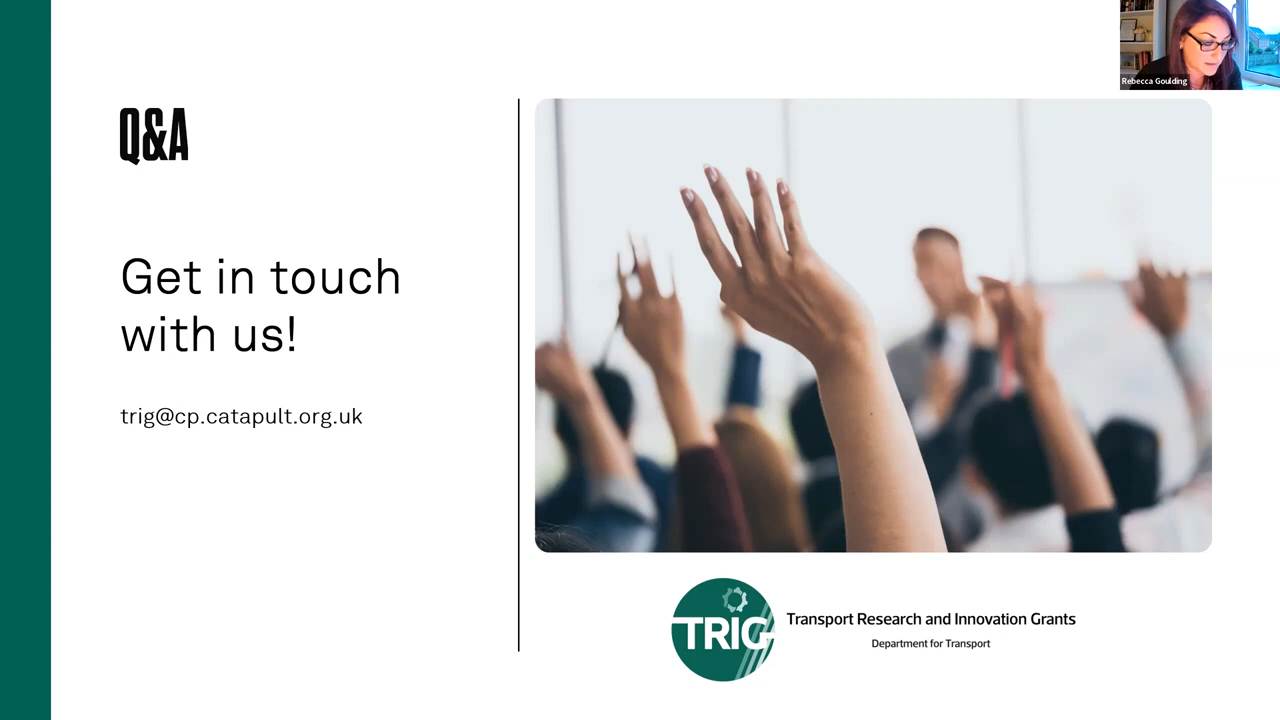 Rebecca Goulding
Q&A
Get in touch
with us!
trig@cp.catapult.org.uk
TRIG
Transport Research and Innovation Grants
Department for Transport